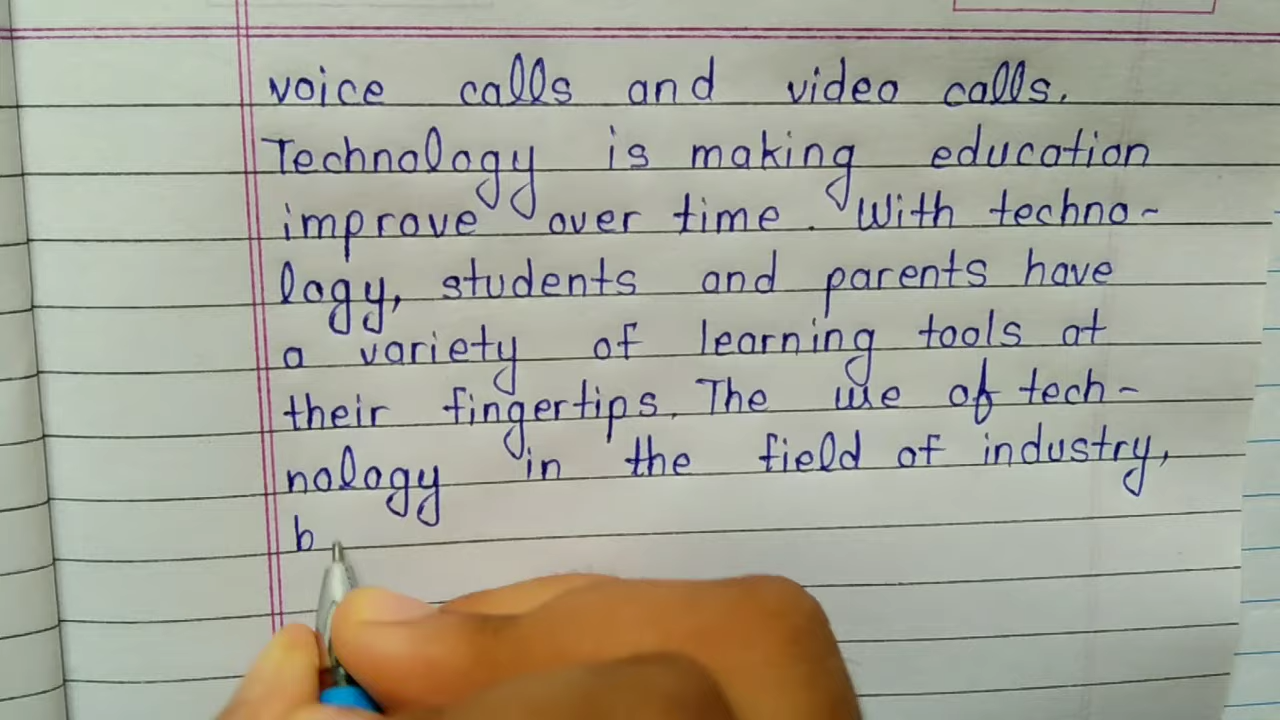 voice calls and video calls.
Technology is making education
improve over time. With techno-
logy, students and parents have
a variety of learning tools at
their fingertips. The use of tech-
nology in the field of industry,
b